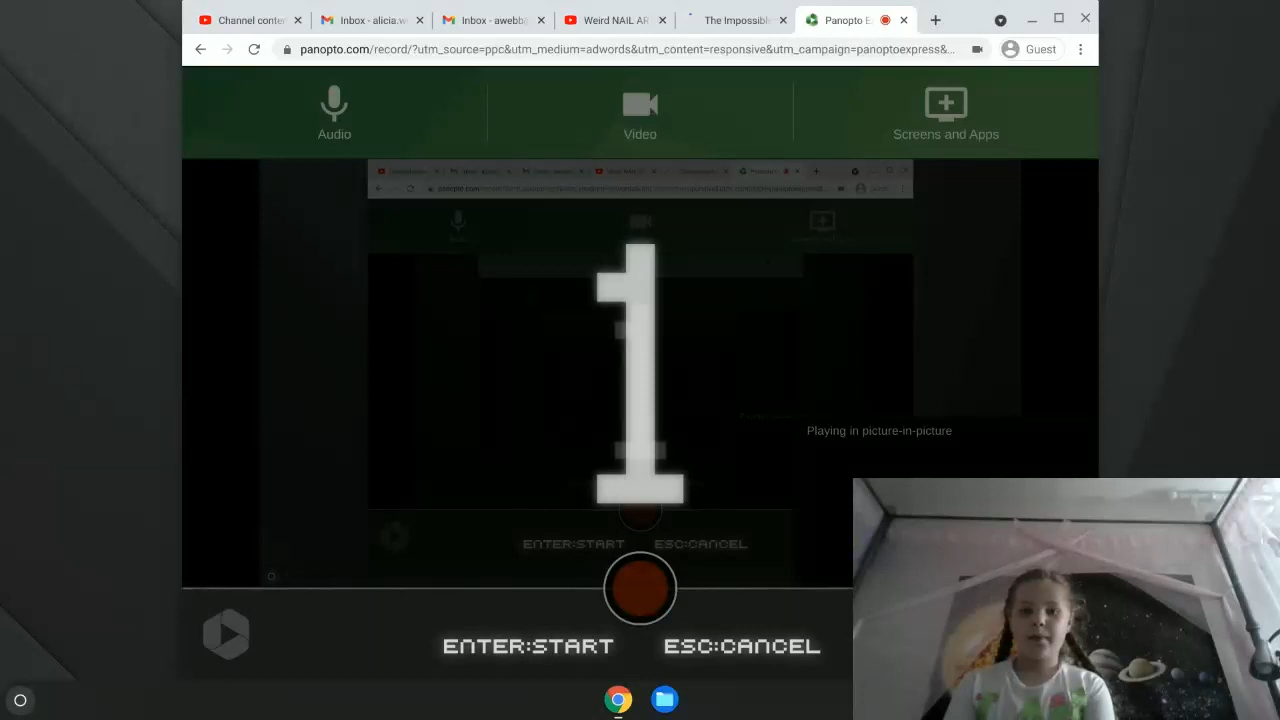 Channel conten
Inbox - alicia.w
Inbox - awebb/
Weird NAIL AR
The Impossible
Panopto E
panopto.com/record/?utm_source=ppc&utm_medium=adwords&utm_content=responsive&utm_campaign=panoptoexpress&...
Guest
Audio
Video
Screens and Apps
1
Playing in picture-in-picture
ENTER:START
ESC:CANCEL
ENTER:START
ESC:CANCEL